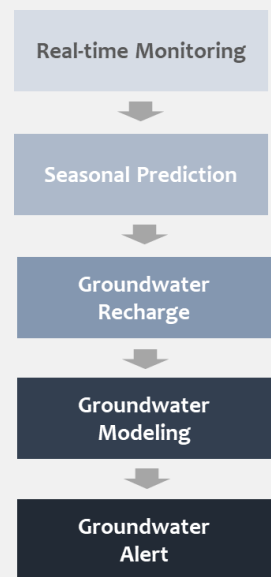 Real-time Monitoring
Seasonal Prediction
Groundwater
Recharge
Groundwater
Modeling
Groundwater
Alert